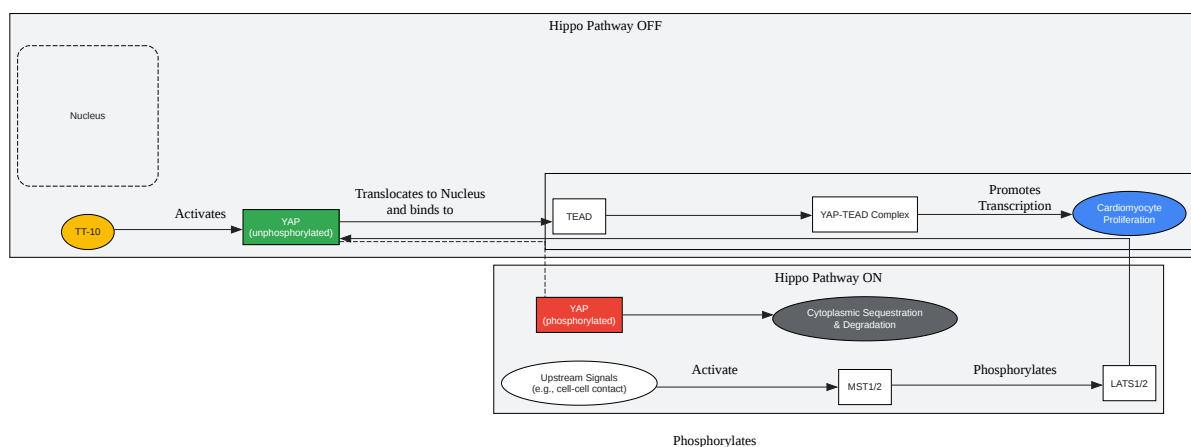 Hippo Pathway OFF
Nucleus
Translocates to Nucleus
and binds to
Promotes
Transcription
Activates
TT-10
YAP
(unphosphorylated)
TEAD
YAP-TEAD Complex
Cardiomyocyte
Proliferation
Hippo Pathway ON
YAP
(phosphorylated)
Cytoplasmic Sequestration
& Degradation
Upstream Signals
(e.g., cell-cell contact)
Activate
MST1/2
Phosphorylates
LATS1/2
Phosphorylates